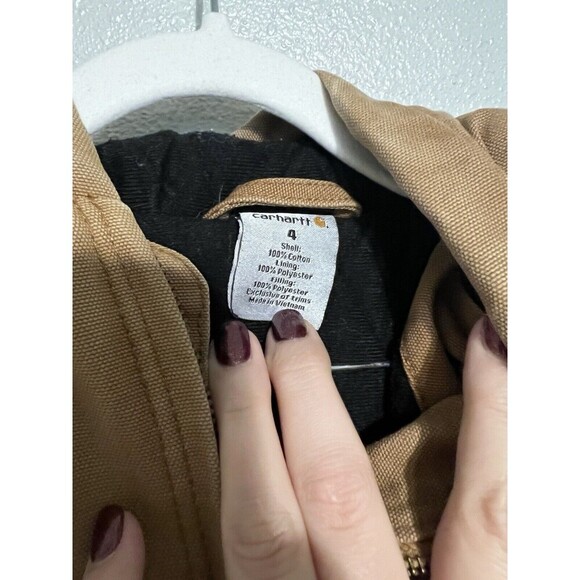 carhartt
4
Shell:
100% Cotton
Lining:
100% Polyester
Filling:
100% Polyester
Exclusive of trims
Made in Vietnam